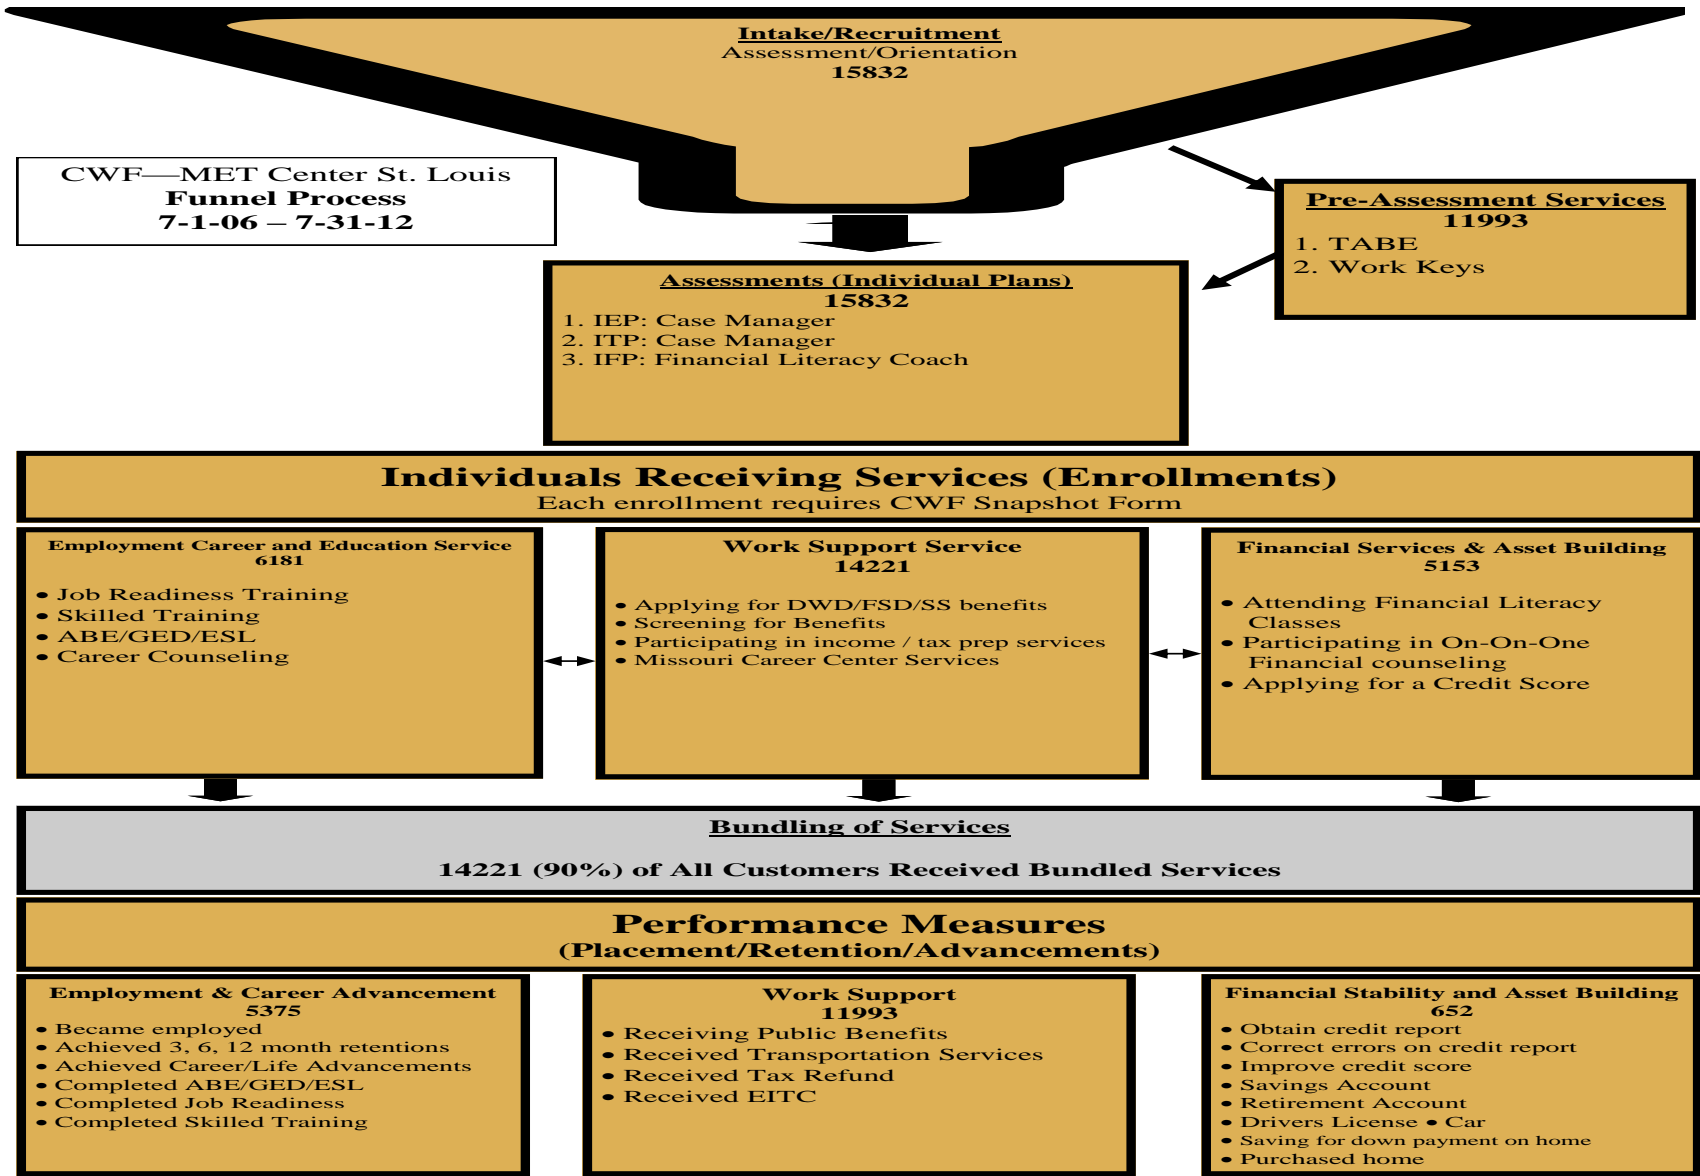 Intake/Recruitment
Assessment/Orientation
15832
CWF—MET Center St. Louis
Funnel Process
7-1-06 – 7-31-12
Pre-Assessment Services
11993
1. TABE
2. Work Keys
Assessments (Individual Plans)
15832
1. IEP: Case Manager
2. ITP: Case Manager
3. IFP: Financial Literacy Coach
Individuals Receiving Services (Enrollments)
Each enrollment requires CWF Snapshot Form
Employment Career and Education Service
6181
• Job Readiness Training
• Skilled Training
• ABE/GED/ESL
• Career Counseling
Work Support Service
14221
• Applying for DWD/FSD/SS benefits
• Screening for Benefits
• Participating in income / tax prep services
• Missouri Career Center Services
Financial Services & Asset Building
5153
• Attending Financial Literacy
Classes
• Participating in On-On-One
Financial counseling
• Applying for a Credit Score
Bundling of Services
14221 (90%) of All Customers Received Bundled Services
Performance Measures
(Placement/Retention/Advancements)
Employment & Career Advancement
5375
• Became employed
• Achieved 3, 6, 12 month retentions
• Achieved Career/Life Advancements
• Completed ABE/GED/ESL
• Completed Job Readiness
• Completed Skilled Training
Work Support
11993
• Receiving Public Benefits
• Received Transportation Services
• Received Tax Refund
• Received EITC
Financial Stability and Asset Building
652
• Obtain credit report
• Correct errors on credit report
• Improve credit score
• Savings Account
• Retirement Account
• Drivers License • Car
• Saving for down payment on home
• Purchased home